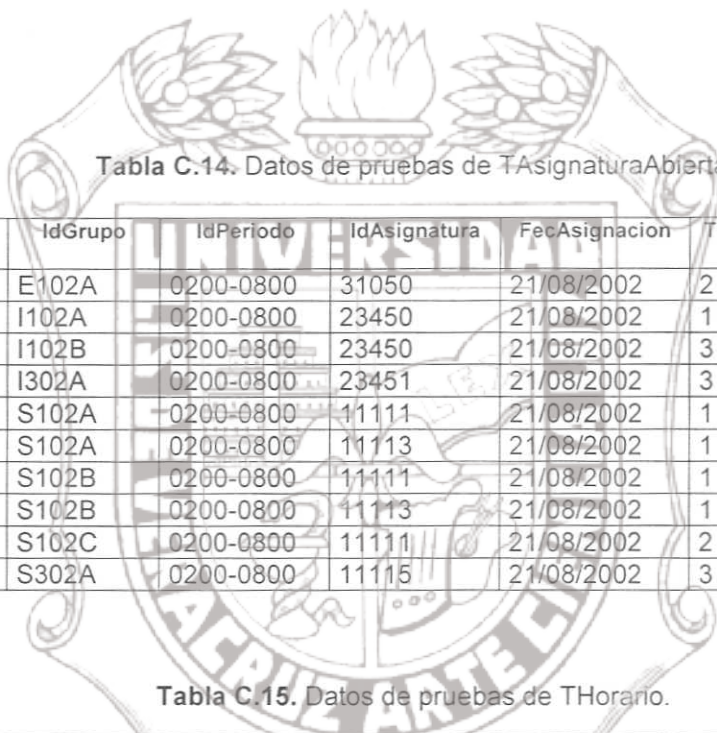 Tabla C.14. Datos de pruebas de TAsignaturaAbierta
IdGrupo IdPeriodo IdAsignatura FecAsignacion T
E102A 0200-0800 31050 21/08/2002 2
I102A 0200-0800 23450 21/08/2002 1
I102B 0200-0800 23450 21/08/2002 3
I302A 0200-0800 23451 21/08/2002 3
S102A 0200-0800 11111 21/08/2002 1
S102A 0200-0800 11113 21/08/2002 1
S102B 0200-0800 11111 21/08/2002 1
S102B 0200-0800 11113 21/08/2002 1
S102C 0200-0800 11111 21/08/2002 2
S302A 0200-0800 11115 21/08/2002 3
UNIVERSIDAD
LEX
ARTE
Tabla C.15. Datos de pruebas de THorario.